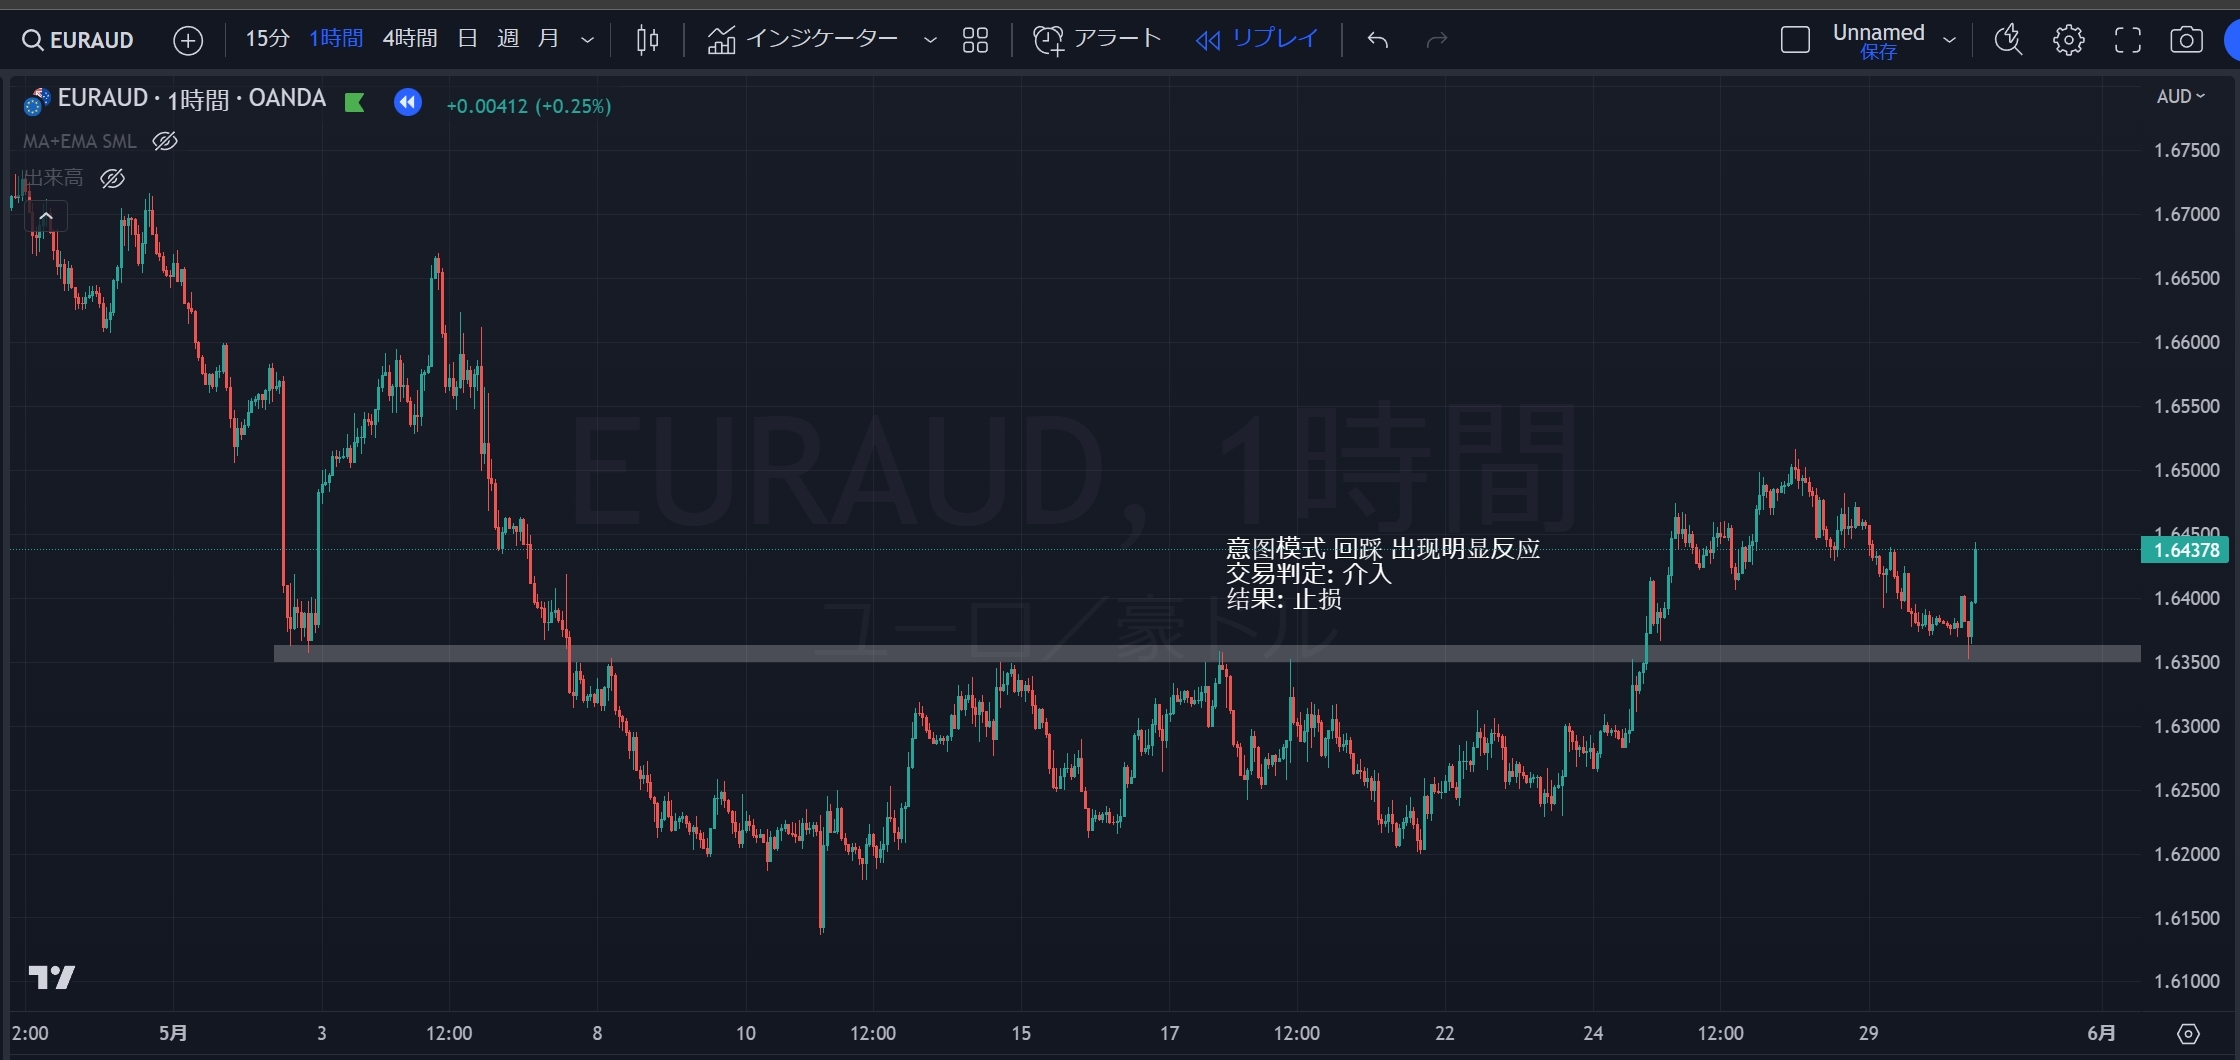 EURAUD 15分 1時間 4時間 日 週 月 インジケーター アラート リプレイ Unnamed
保存
EURAUD · 1時間 · OANDA +0.00412 (+0.25%)
AUD
MA+EMA SML
出来高
1.67500
1.67000
1.66500
1.66000
1.65500
1.65000
1.64500
1.64378
1.64000
1.63500
1.63000
1.62500
1.62000
1.61500
1.61000
EURAUD, 1時間
ユーロ/豪ドル
意图模式 回踩 出现明显反应
交易判定: 介入
结果: 止损
2:00 5月 3 12:00 8 10 12:00 15 17 12:00 22 24 12:00 29 6月